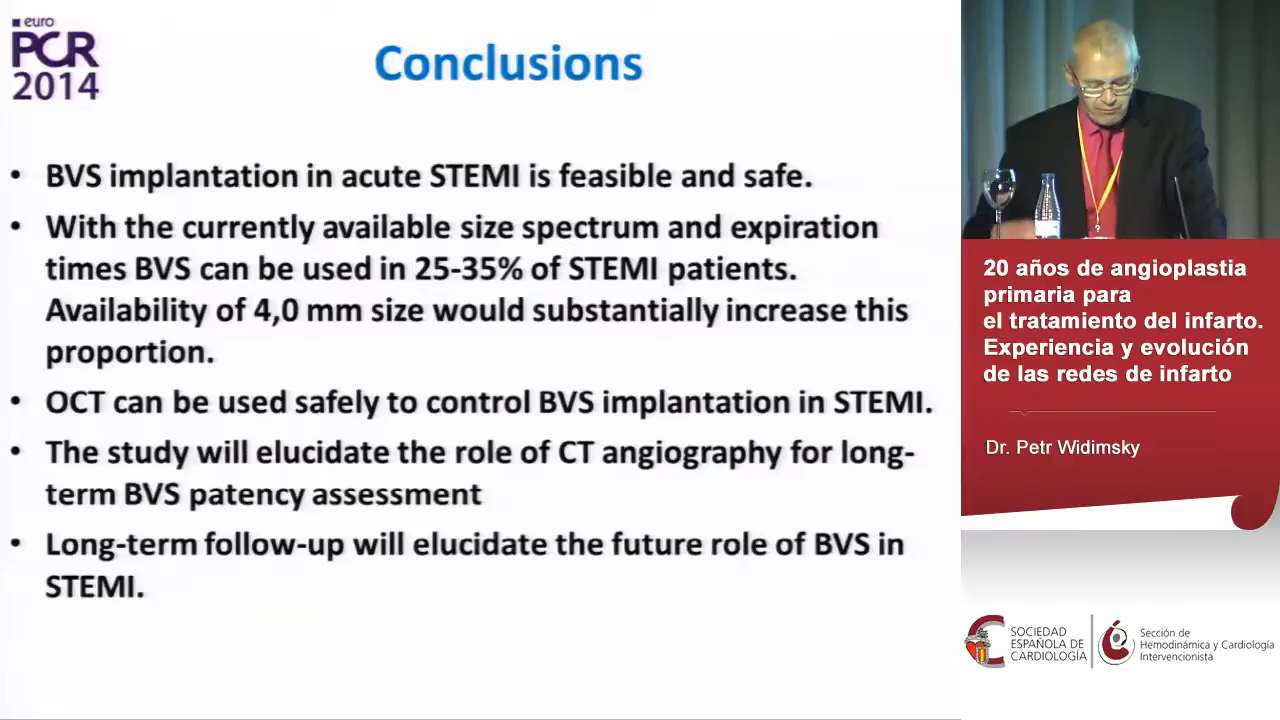 euro
PCR
2014
Conclusions
• BVS implantation in acute STEMI is feasible and safe.
• With the currently available size spectrum and expiration
times BVS can be used in 25-35% of STEMI patients.
Availability of 4,0 mm size would substantially increase this
proportion.
• OCT can be used safely to control BVS implantation in STEMI.
• The study will elucidate the role of CT angiography for long-
term BVS patency assessment
• Long-term follow-up will elucidate the future role of BVS in
STEMI.
20 años de angioplastia
primaria para
el tratamiento del infarto.
Experiencia y evolución
de las redes de infarto
Dr. Petr Widimsky
SOCIEDAD
ESPAÑOLA DE
CARDIOLOGÍA
Sección de
Hemodinámica y Cardiología
Intervencionista